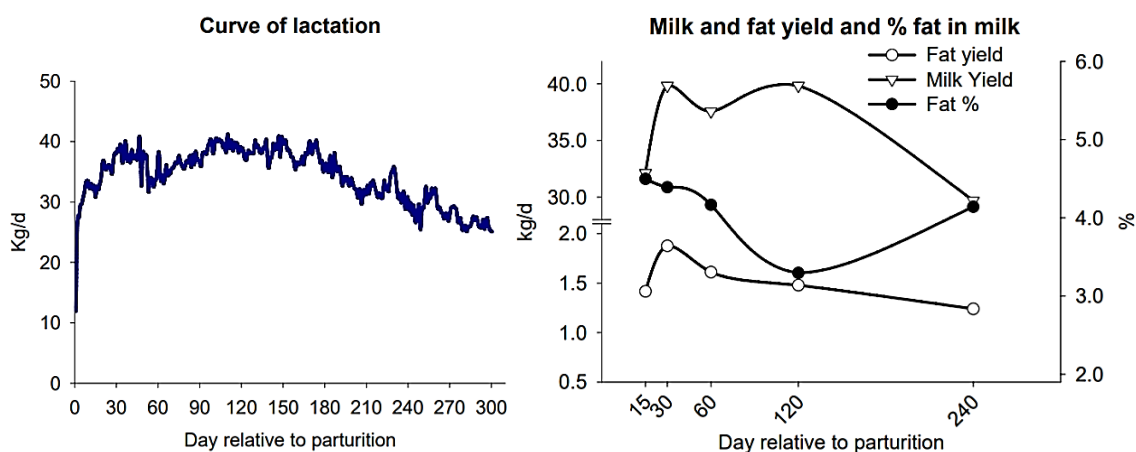 Curve of lactation
Kg/d
50
40
30
20
10
0
0 30 60 90 120 150 180 210 240 270 300
Day relative to parturition
Milk and fat yield and % fat in milk
Fat yield
Milk Yield
Fat %
kg/d
40.0
35.0
30.0
2.0
1.5
1.0
0.5
6.0
5.0
4.0
3.0
2.0
%
15 30 60 120 240
Day relative to parturition